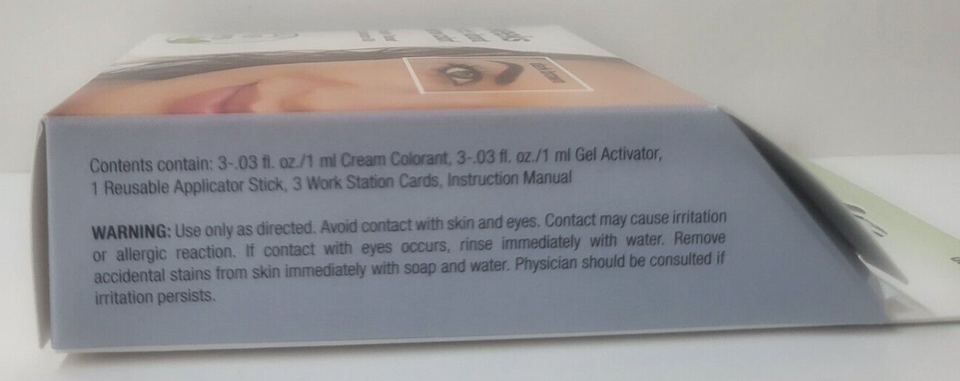 Contents contain: 3-.03 fl. oz./1 ml Cream Colorant, 3-.03 fl. oz./1 ml Gel Activator,
1 Reusable Applicator Stick, 3 Work Station Cards, Instruction Manual
WARNING: Use only as directed. Avoid contact with skin and eyes. Contact may cause irritation
or allergic reaction. If contact with eyes occurs, rinse immediately with water. Remove
accidental stains from skin immediately with soap and water. Physician should be consulted if
irritation persists.